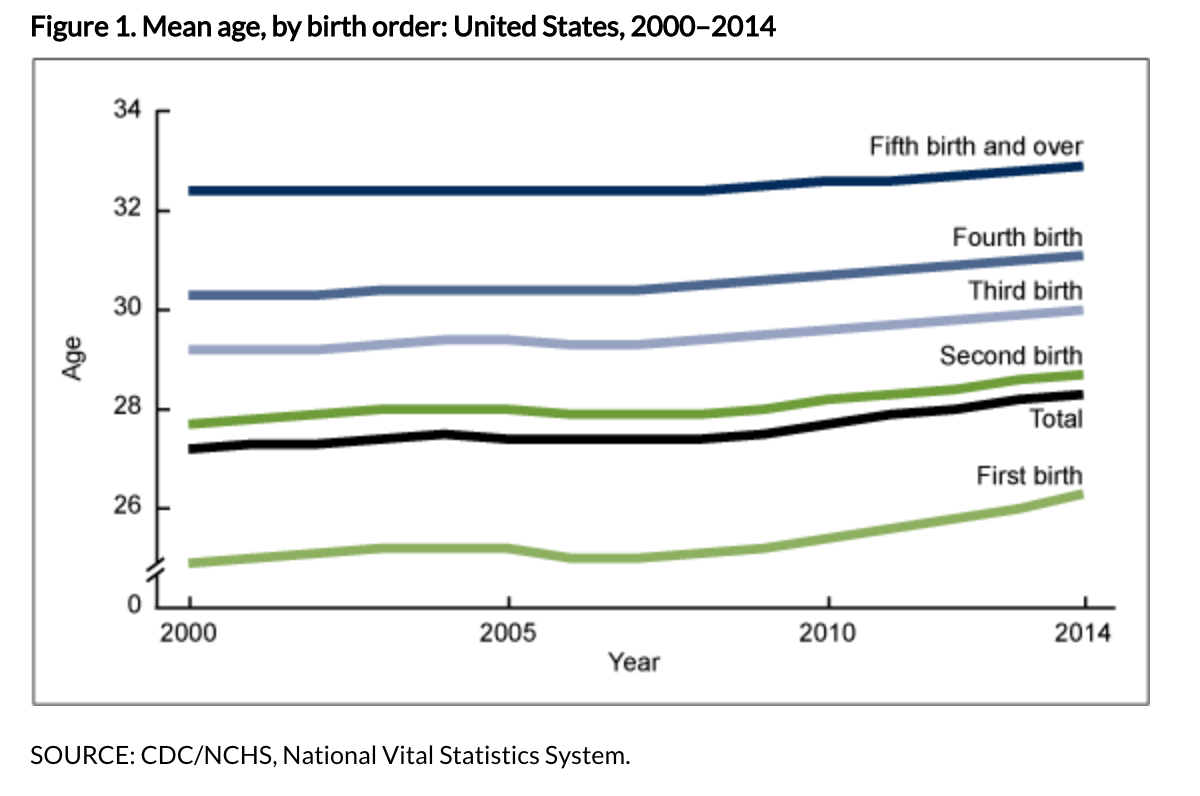 Figure 1. Mean age, by birth order: United States, 2000–2014
34
Fifth birth and over
32
Fourth birth
Third birth
30
Age
Second birth
28
Total
First birth
26
0
2000 2005 2010 2014
Year
SOURCE: CDC/NCHS, National Vital Statistics System.